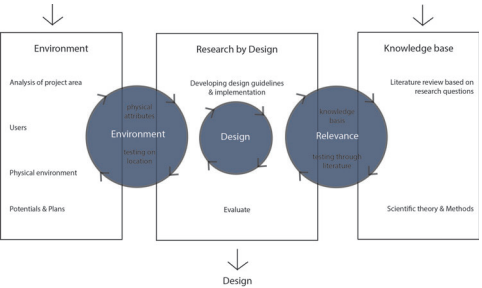 Environment
Analysis of project area
Users
Physical environment
Potentials & Plans
physical
attributes
Environment
testing on
location
Research by Design
Developing design guidelines
& implementation
Design
Evaluate
knowledge
basis
Relevance
testing through
literature
Knowledge base
Literature review based on
research questions
Scientific theory & Methods
Design